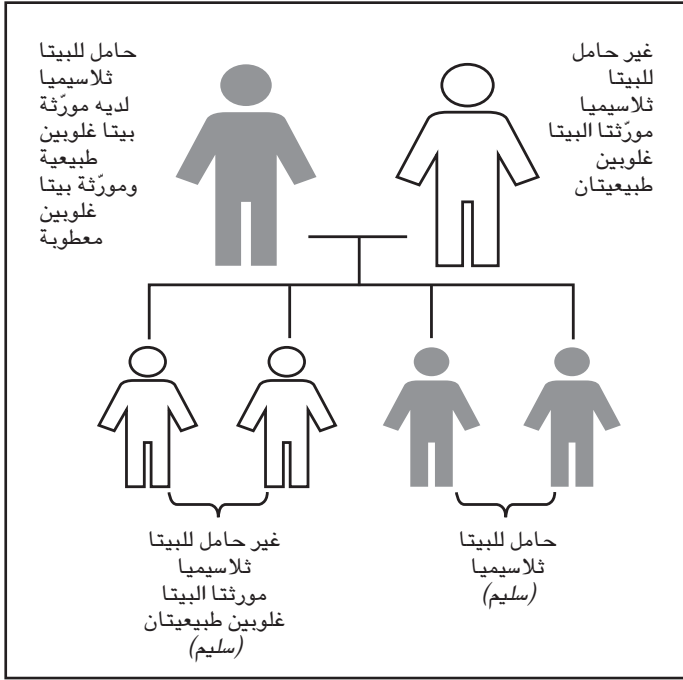 غير حامل
للبيتا
ثلاسيميا
مورّثتا البيتا
غلوبين
طبيعيتان
حامل للبيتا
ثلاسيميا
لديه مورّثة
بيتا غلوبين
طبيعية
ومورّثة بيتا
غلوبين
معطوبة
حامل للبيتا
ثلاسيميا
(سليم)
غير حامل للبيتا
ثلاسيميا
مورثتا البيتا
غلوبين طبيعيتان
(سليم)